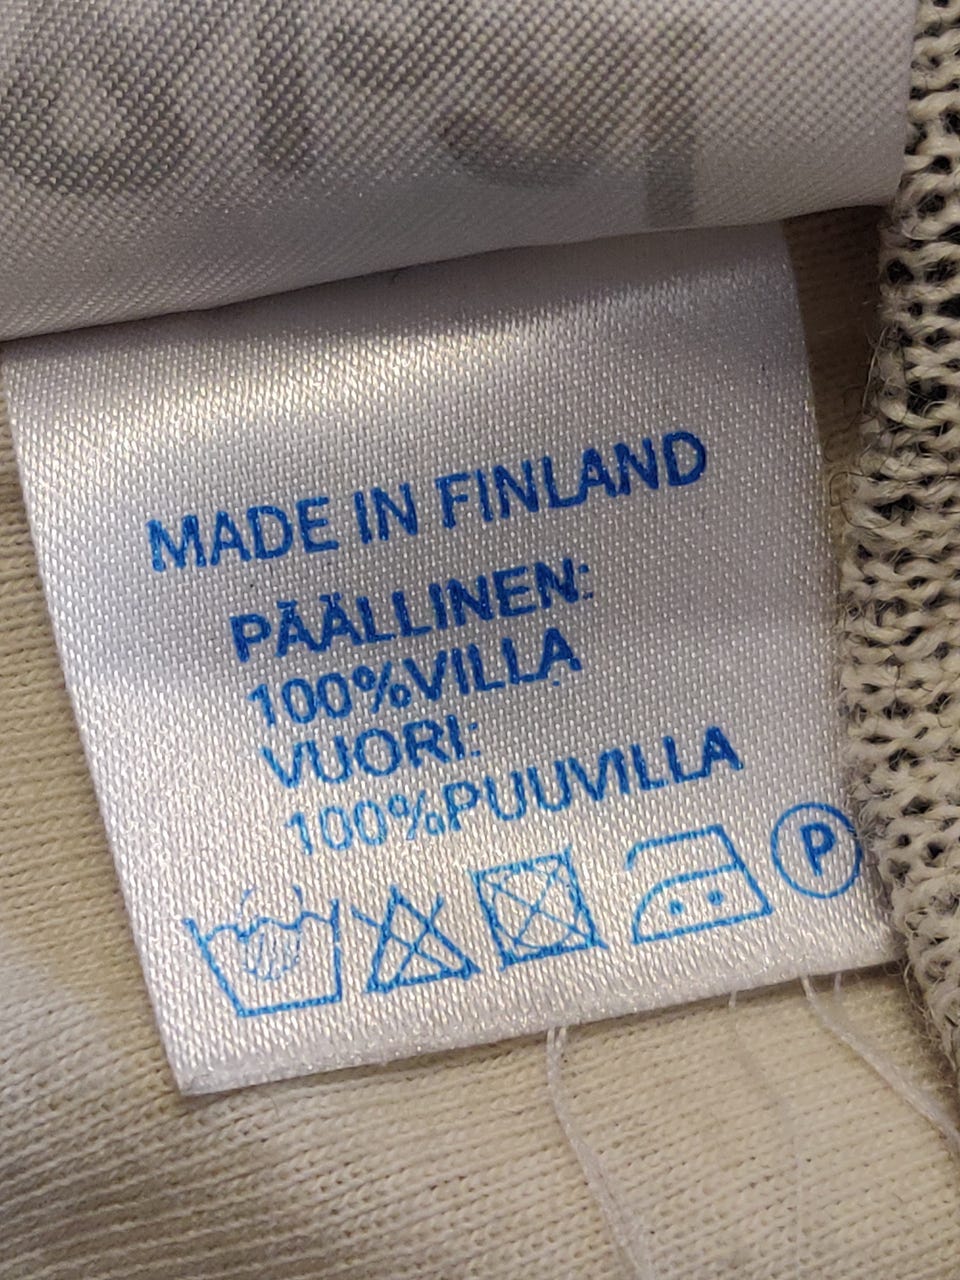 MADE IN FINLAND
PÄÄLLINEN:
100%VILLA
VUORI:
100%PUUVILLA
P